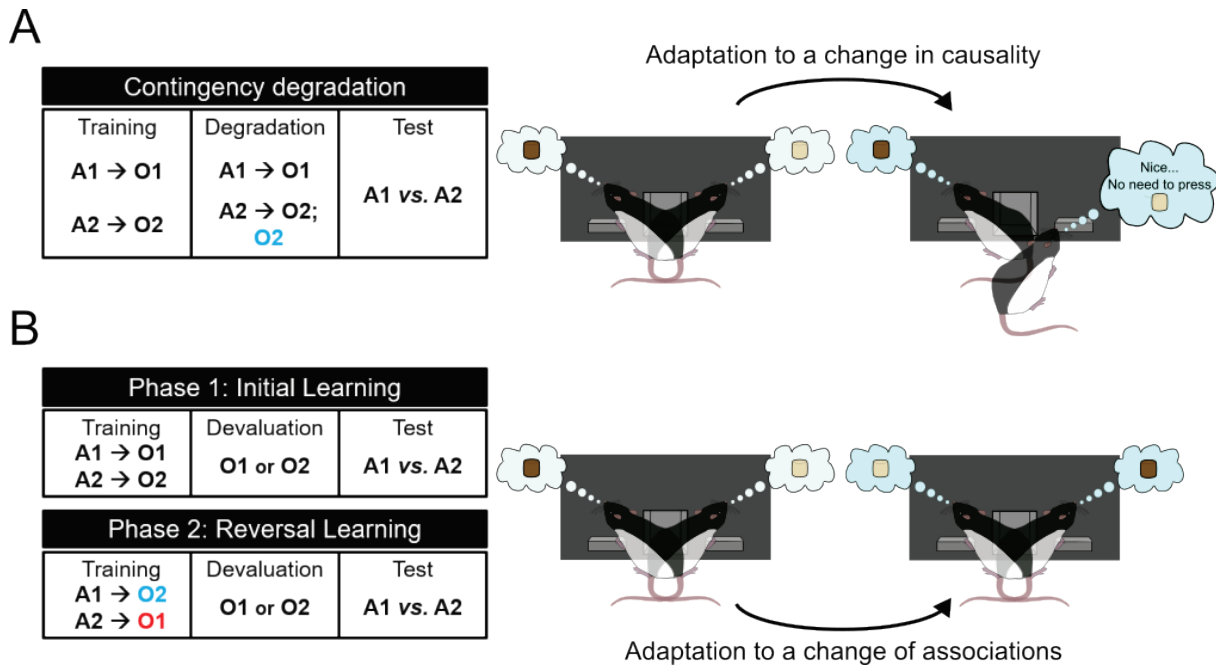 A
Adaptation to a change in causality
Contingency degradation
Training
Degradation
Test
A1 → O1
A1 → O1
A1 vs. A2
A2 → O2
A2 → O2;
O2
Nice...
No need to press
B
Phase 1: Initial Learning
Training
Devaluation
Test
A1 → O1
O1 or O2
A1 vs. A2
A2 → O2
Phase 2: Reversal Learning
Training
Devaluation
Test
A1 → O2
O1 or O2
A1 vs. A2
A2 → O1
Adaptation to a change of associations